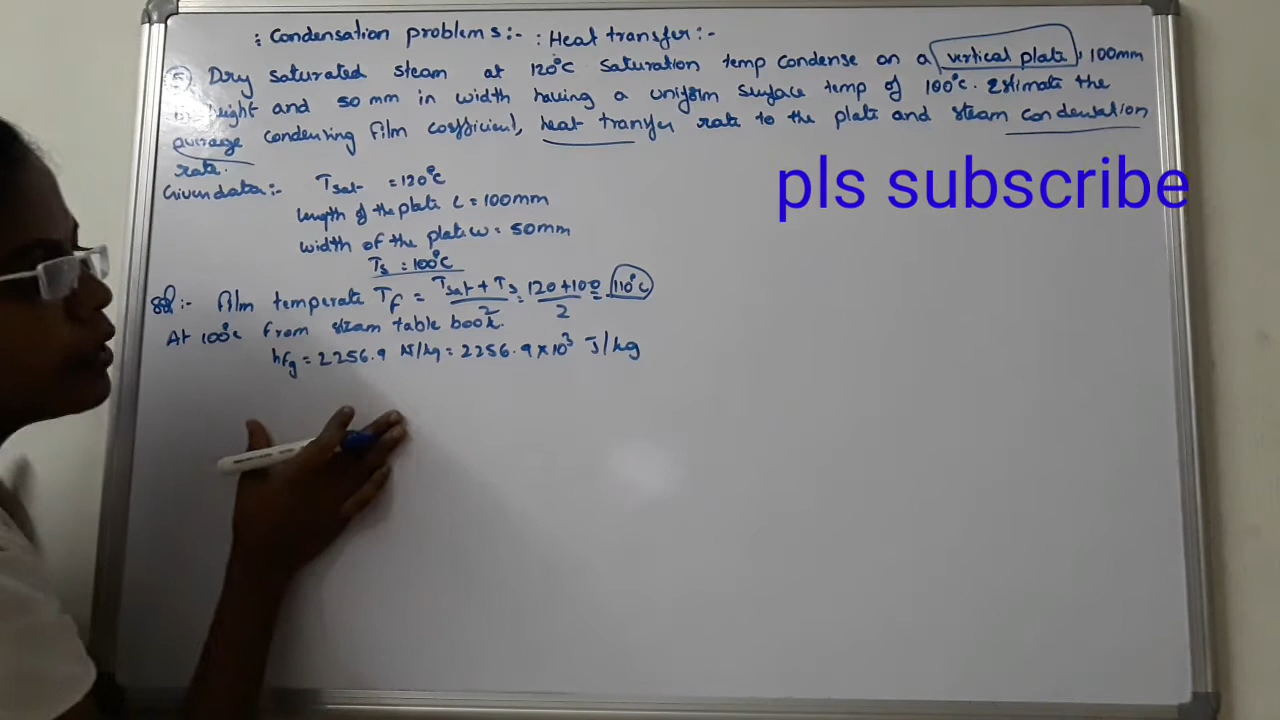 : Condensation problems:- : Heat transfer:-
5 Dry saturated steam at 120°C saturation temp condense on a vertical plate, 100mm
height and 50 mm in width having a uniform surface temp of 100°C. Estimate the
average condensing film coefficient, heat transfer rate to the plate and steam condensation
rate.
Given data:- Tsat = 120°C
length of the plate L = 100mm
width of the plate w = 50mm
Ts = 100°C
Sol:- Film temperate Tf = Tsat + Ts / 2 = 120+100 / 2 = 110°C
At 100°C from steam table book.
hfg = 2256.9 KJ/kg = 2256.9 x 10³ J/kg
pls subscribe